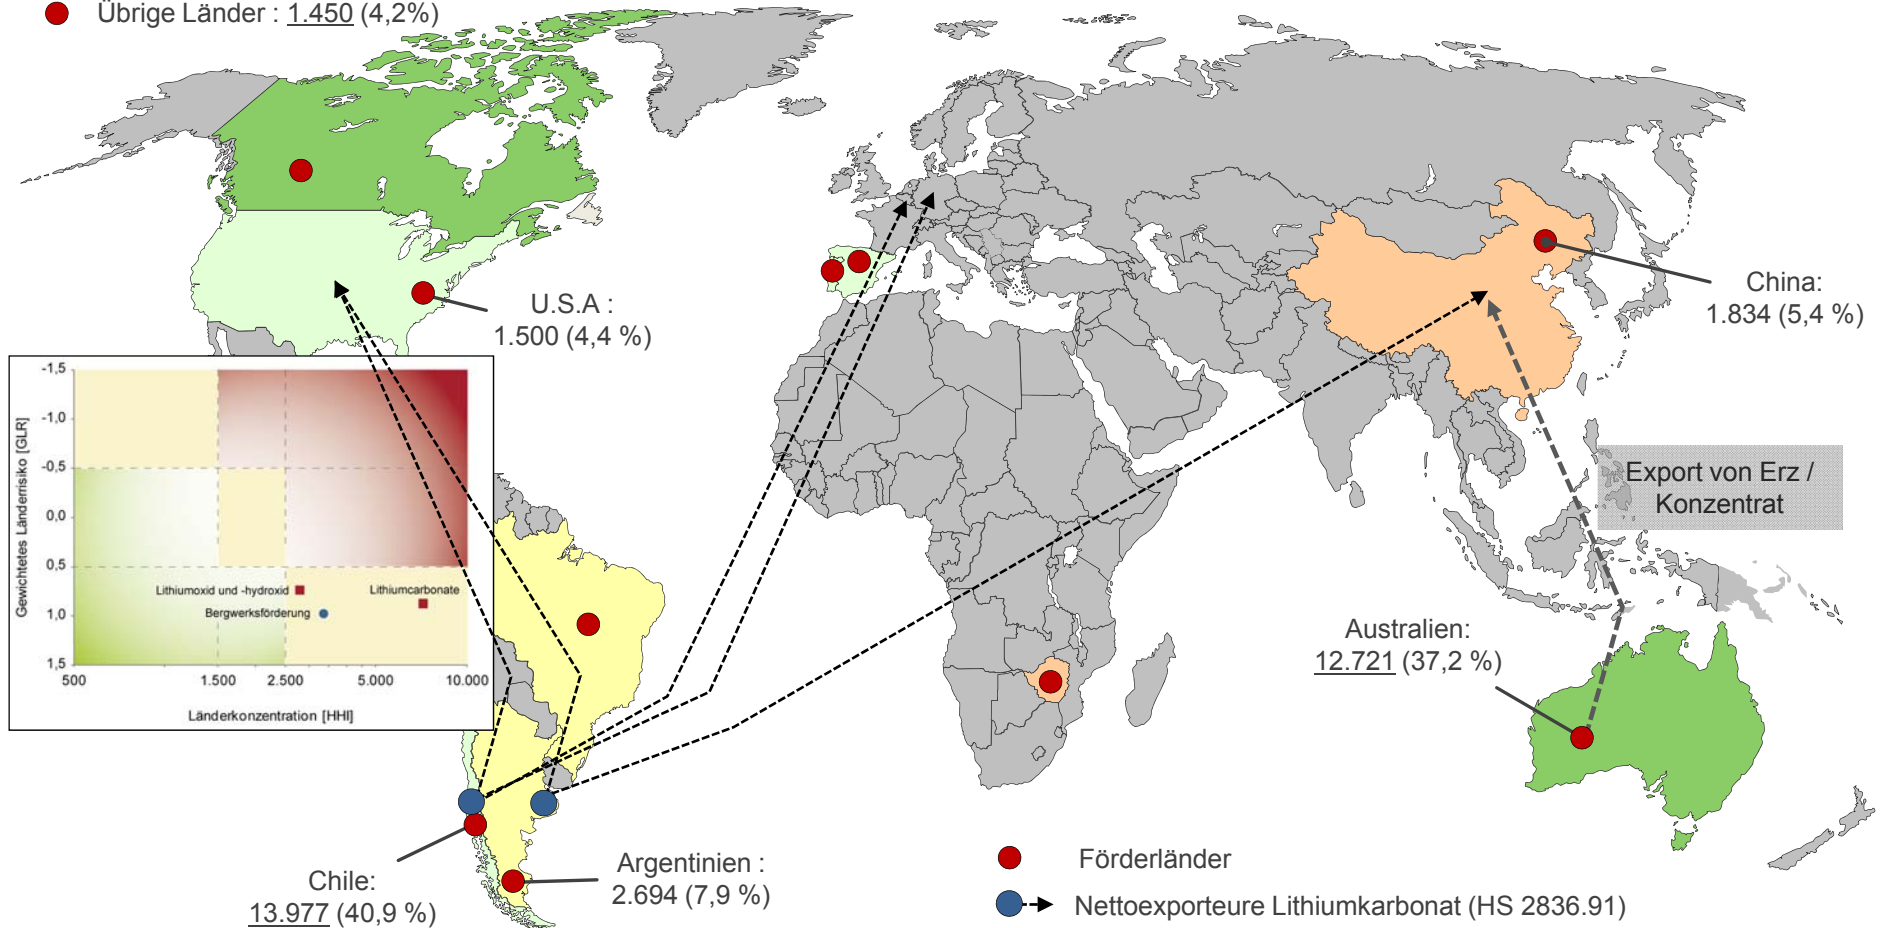 Übrige Länder : 1.450 (4,2%)
U.S.A :
1.500 (4,4 %)
China:
1.834 (5,4 %)
-1,5
-1,0
-0,5
0,0
0,5
1,0
1,5
Gewichtetes Länderrisiko [GLR]
Lithiumoxid und -hydroxid
Lithiumcarbonate
Bergwerksförderung
500
1.500
2.500
5.000
10.000
Länderkonzentration [HHI]
Export von Erz /
Konzentrat
Australien:
12.721 (37,2 %)
Chile:
13.977 (40,9 %)
Argentinien :
2.694 (7,9 %)
Förderländer
Nettoexporteure Lithiumkarbonat (HS 2836.91)